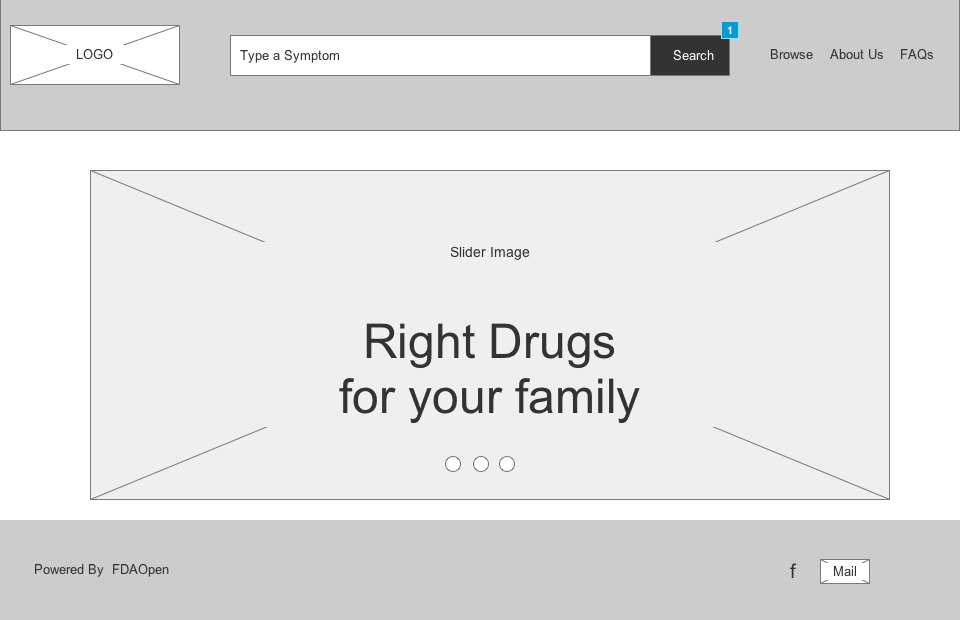 LOGO
Type a Symptom
Search
1
Browse About Us FAQs
Slider Image
Right Drugs
for your family
Powered By FDAOpen
f
Mail